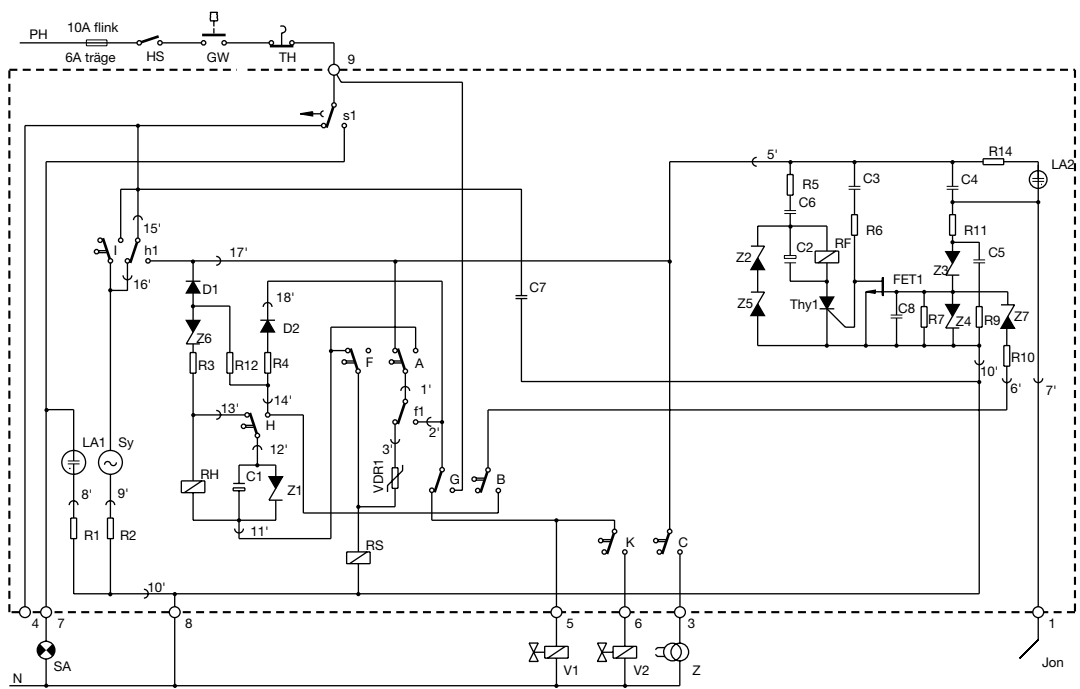 PH
10A flink
6A träge
HS
GW
TH
9
s1
5'
R14
LA2
R5
C6
C3
C4
15'
I
h1
17'
16'
R6
R11
RF
C2
Z2
Z3
C5
D1
C7
FET1
18'
Z5
Thy1
C8
R7
Z4
R9
Z7
D2
Z6
R3
R12
R4
F
A
R10
10'
6'
7'
1'
14'
13'
H
f1
2'
12'
3'
LA1
Sy
VDR1
RH
C1
Z1
G
B
8'
9'
11'
R1
R2
RS
K
C
10'
4
7
8
5
6
3
1
SA
V1
V2
Z
Jon
N